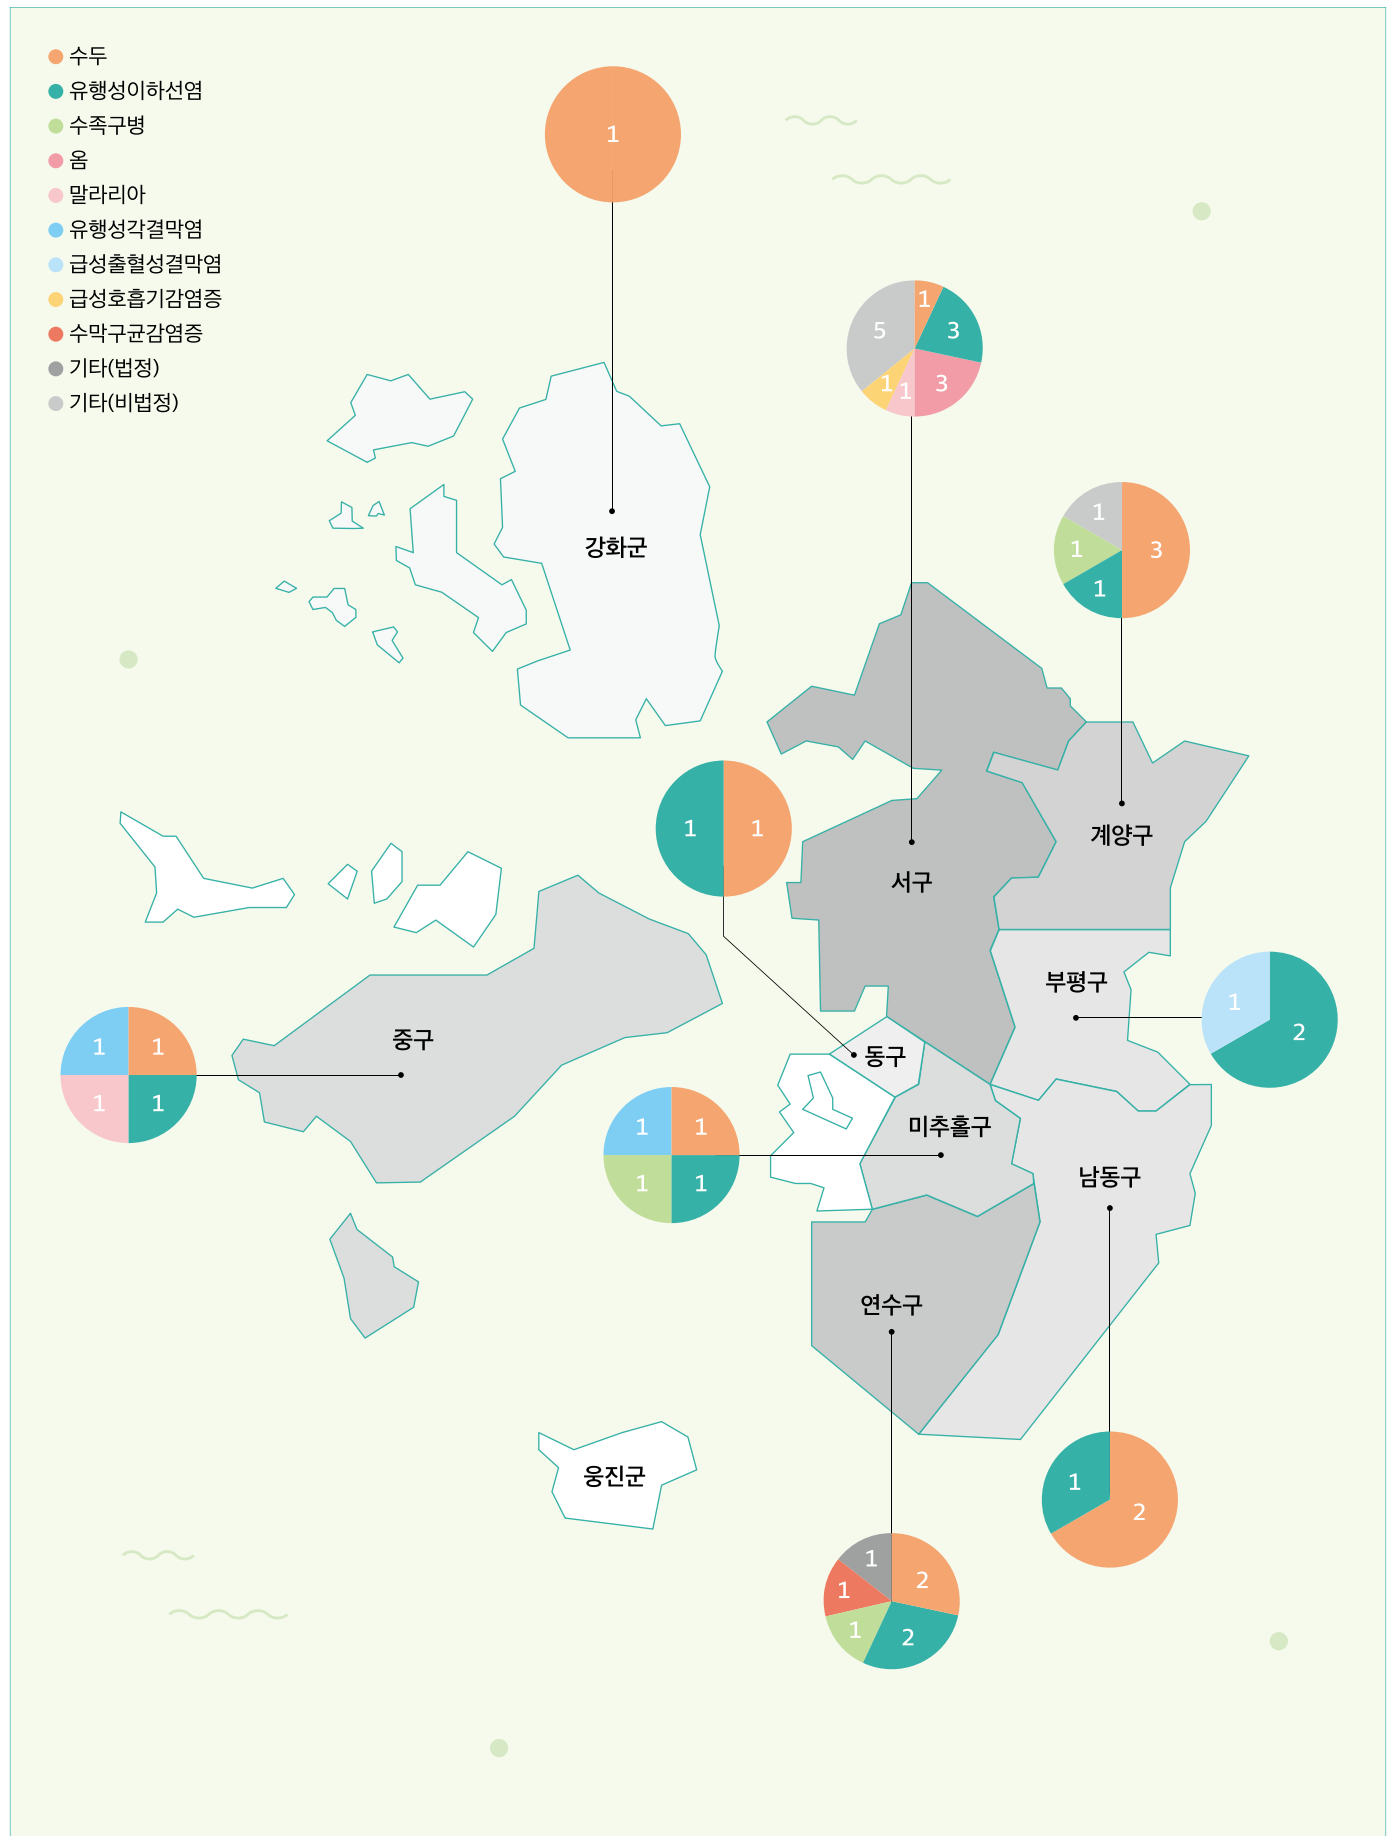 수두
유행성이하선염
수족구병
옴
말라리아
유행성각결막염
급성출혈성결막염
급성호흡기감염증
수막구균감염증
기타(법정)
기타(비법정)
1
강화군
1
3
3
1
1
5
서구
3
1
1
1
계양구
1
1
동구
2
1
부평구
1
1
1
1
중구
1
1
1
1
미추홀구
남동구
2
1
연수구
2
2
1
1
1
웅진군